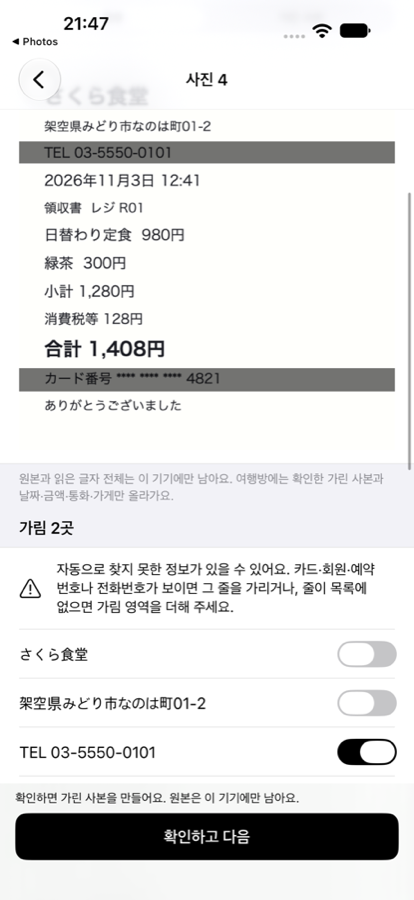 21:47
◀ Photos
사진 4
さくら食堂
架空県みどり市なのは町01-2
TEL 03-5550-0101
2026年11月3日 12:41
領収書 レジ R01
日替わり定食 980円
緑茶 300円
小計 1,280円
消費税等 128円
合計 1,408円
カード番号 **** **** **** 4821
ありがとうございました
원본과 읽은 글자 전체는 이 기기에만 남아요. 여행방에는 확인한 가린 사본과
날짜·금액·통화·가게만 올라가요.
가림 2곳
자동으로 찾지 못한 정보가 있을 수 있어요. 카드·회원·예약
번호나 전화번호가 보이면 그 줄을 가리거나, 줄이 목록에
없으면 가림 영역을 더해 주세요.
さくら食堂
架空県みどり市なのは町01-2
TEL 03-5550-0101
확인하면 가린 사본을 만들어요. 원본은 이 기기에만 남아요.
확인하고 다음